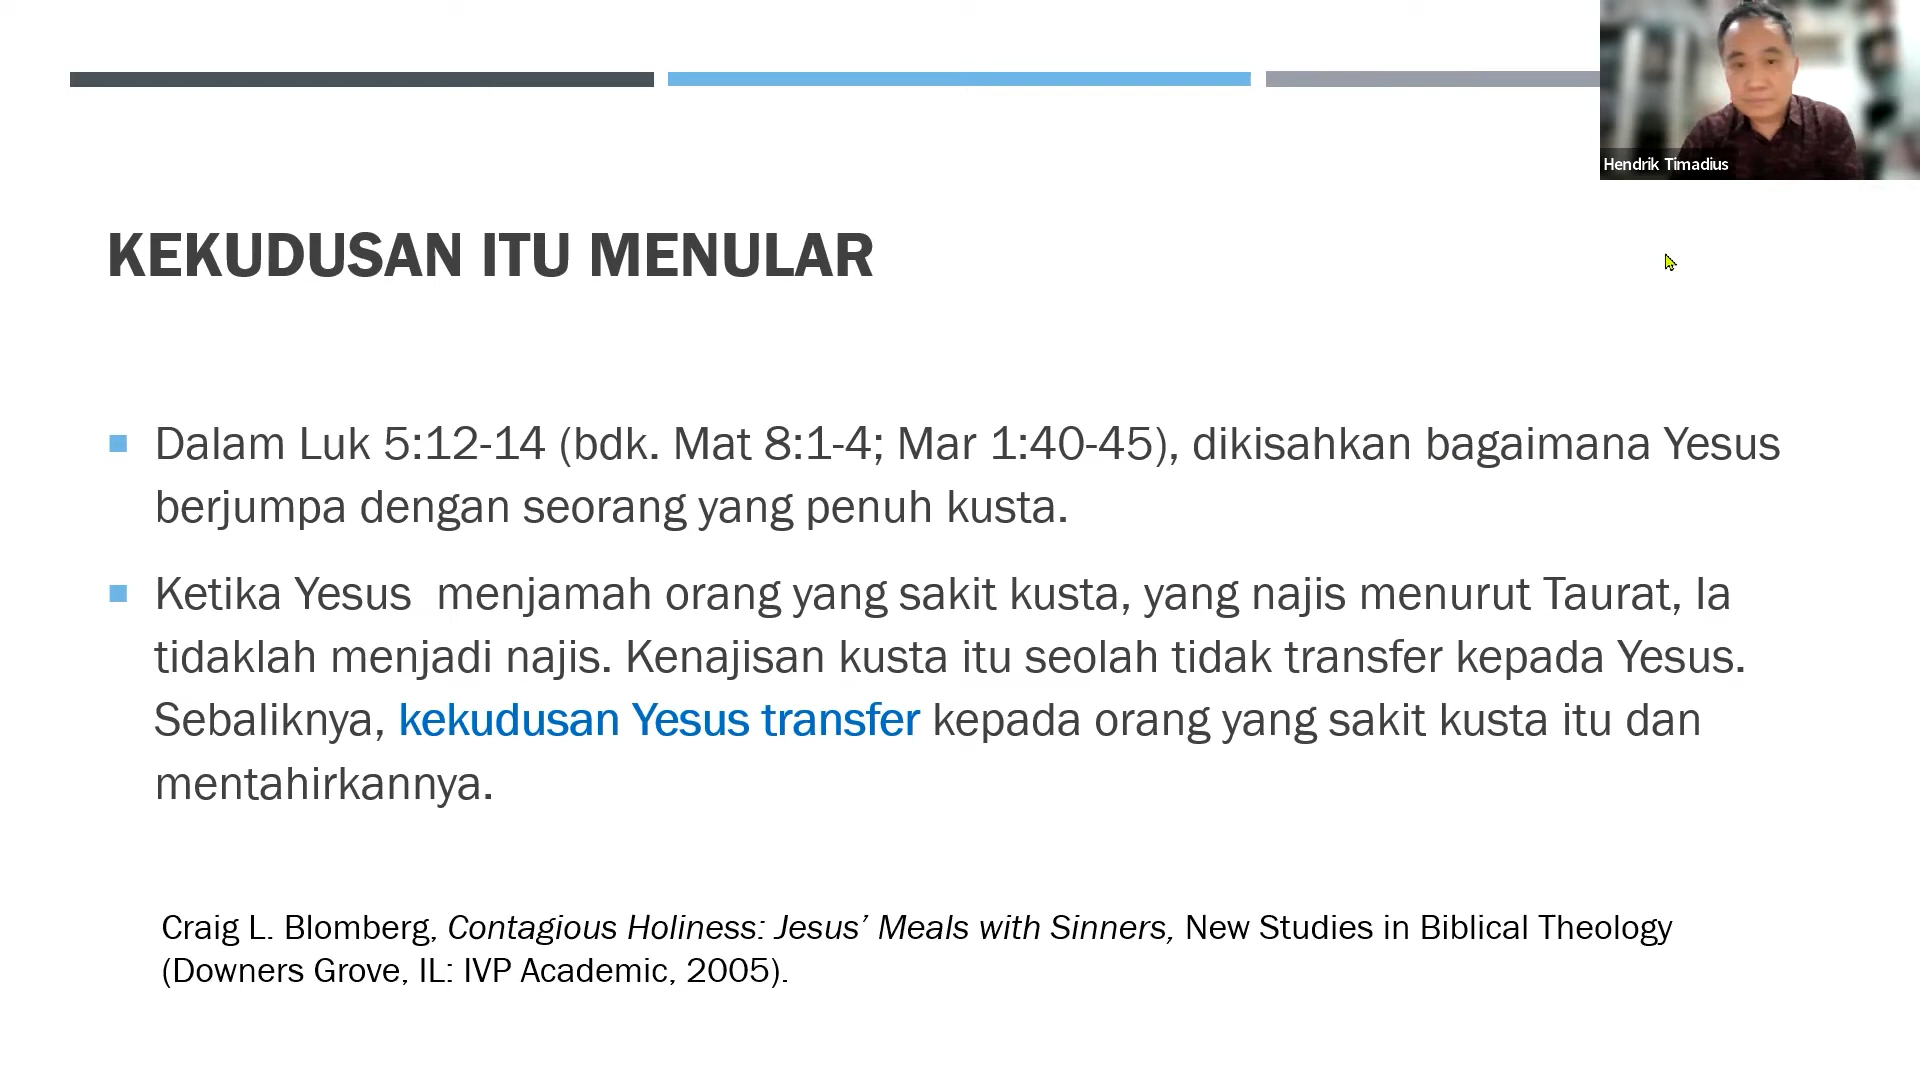 Hendrik Timadius
KEKUDUSAN ITU MENULAR
Dalam Luk 5:12-14 (bdk. Mat 8:1-4; Mar 1:40-45), dikisahkan bagaimana Yesus
berjumpa dengan seorang yang penuh kusta.
Ketika Yesus  menjamah orang yang sakit kusta, yang najis menurut Taurat, Ia
tidaklah menjadi najis. Kenajisan kusta itu seolah tidak transfer kepada Yesus.
Sebaliknya, kekudusan Yesus transfer kepada orang yang sakit kusta itu dan
mentahirkannya.
Craig L. Blomberg, Contagious Holiness: Jesus’ Meals with Sinners, New Studies in Biblical Theology
(Downers Grove, IL: IVP Academic, 2005).